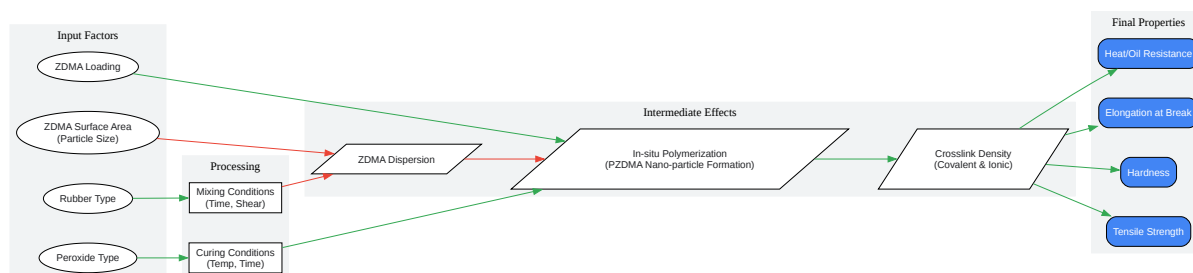 Input Factors
ZDMA Loading
ZDMA Surface Area
(Particle Size)
Rubber Type
Peroxide Type
Processing
Mixing Conditions
(Time, Shear)
Curing Conditions
(Temp, Time)
Intermediate Effects
ZDMA Dispersion
In-situ Polymerization
(PZDMA Nano-particle Formation)
Crosslink Density
(Covalent & Ionic)
Final Properties
Heat/Oil Resistance
Elongation at Break
Hardness
Tensile Strength